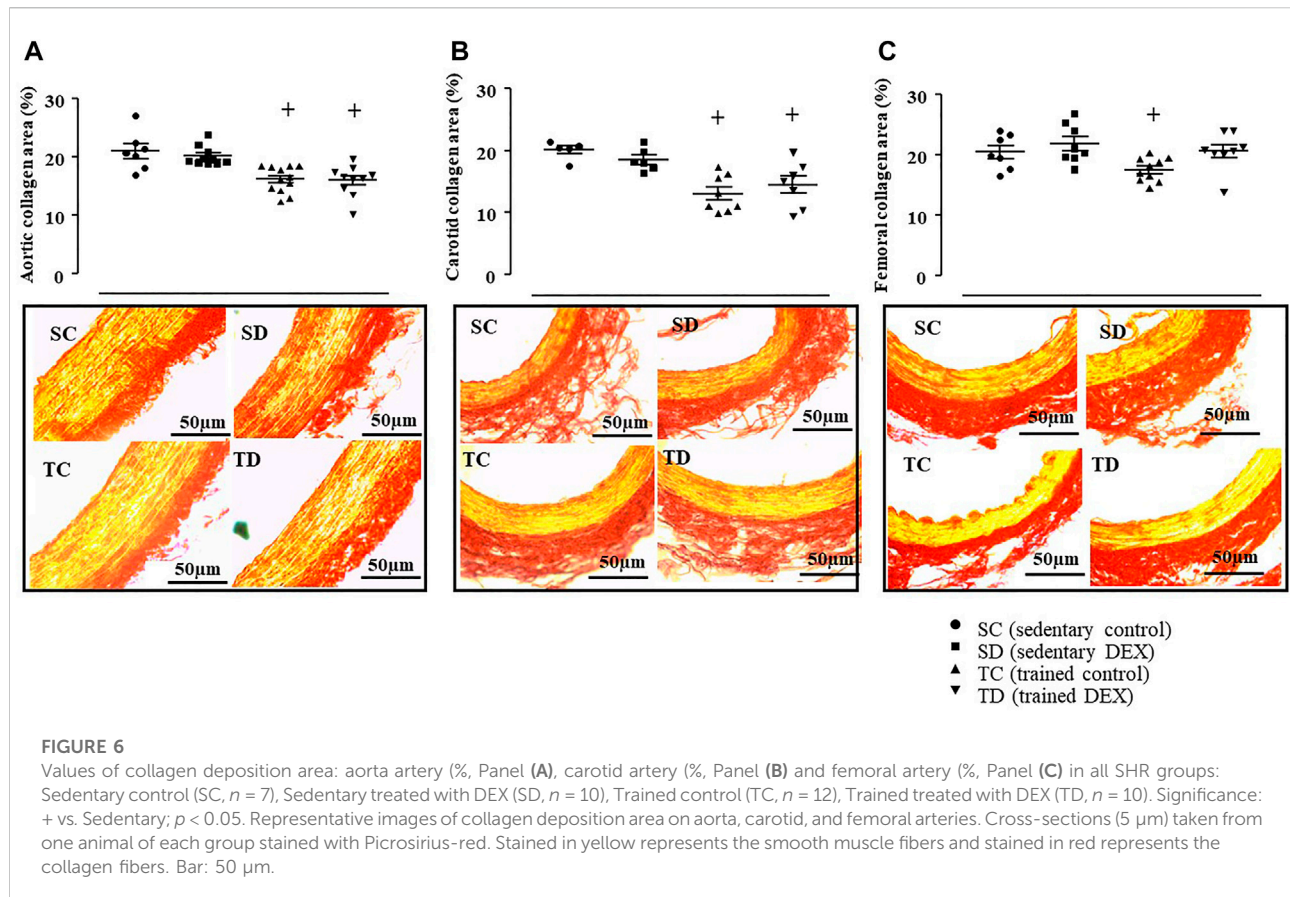 A
Aortic collagen area (%)
30
20
10
0
+ +
SC
SD
50µm
50µm
TC
TD
50µm
50µm
B
Carotid collagen area (%)
30
20
10
0
+ +
SC
SD
50µm
50µm
TC
TD
50µm
50µm
C
Femoral collagen area (%)
30
20
10
0
+
SC
SD
50µm
50µm
TC
TD
50µm
50µm
● SC (sedentary control)
■ SD (sedentary DEX)
▲ TC (trained control)
▼ TD (trained DEX)
FIGURE 6
Values of collagen deposition area: aorta artery (%, Panel (A), carotid artery (%, Panel (B) and femoral artery (%, Panel (C) in all SHR groups:
Sedentary control (SC, n = 7), Sedentary treated with DEX (SD, n = 10), Trained control (TC, n = 12), Trained treated with DEX (TD, n = 10). Significance:
+ vs. Sedentary; p < 0.05. Representative images of collagen deposition area on aorta, carotid, and femoral arteries. Cross-sections (5 µm) taken from
one animal of each group stained with Picrosirius-red. Stained in yellow represents the smooth muscle fibers and stained in red represents the
collagen fibers. Bar: 50 µm.